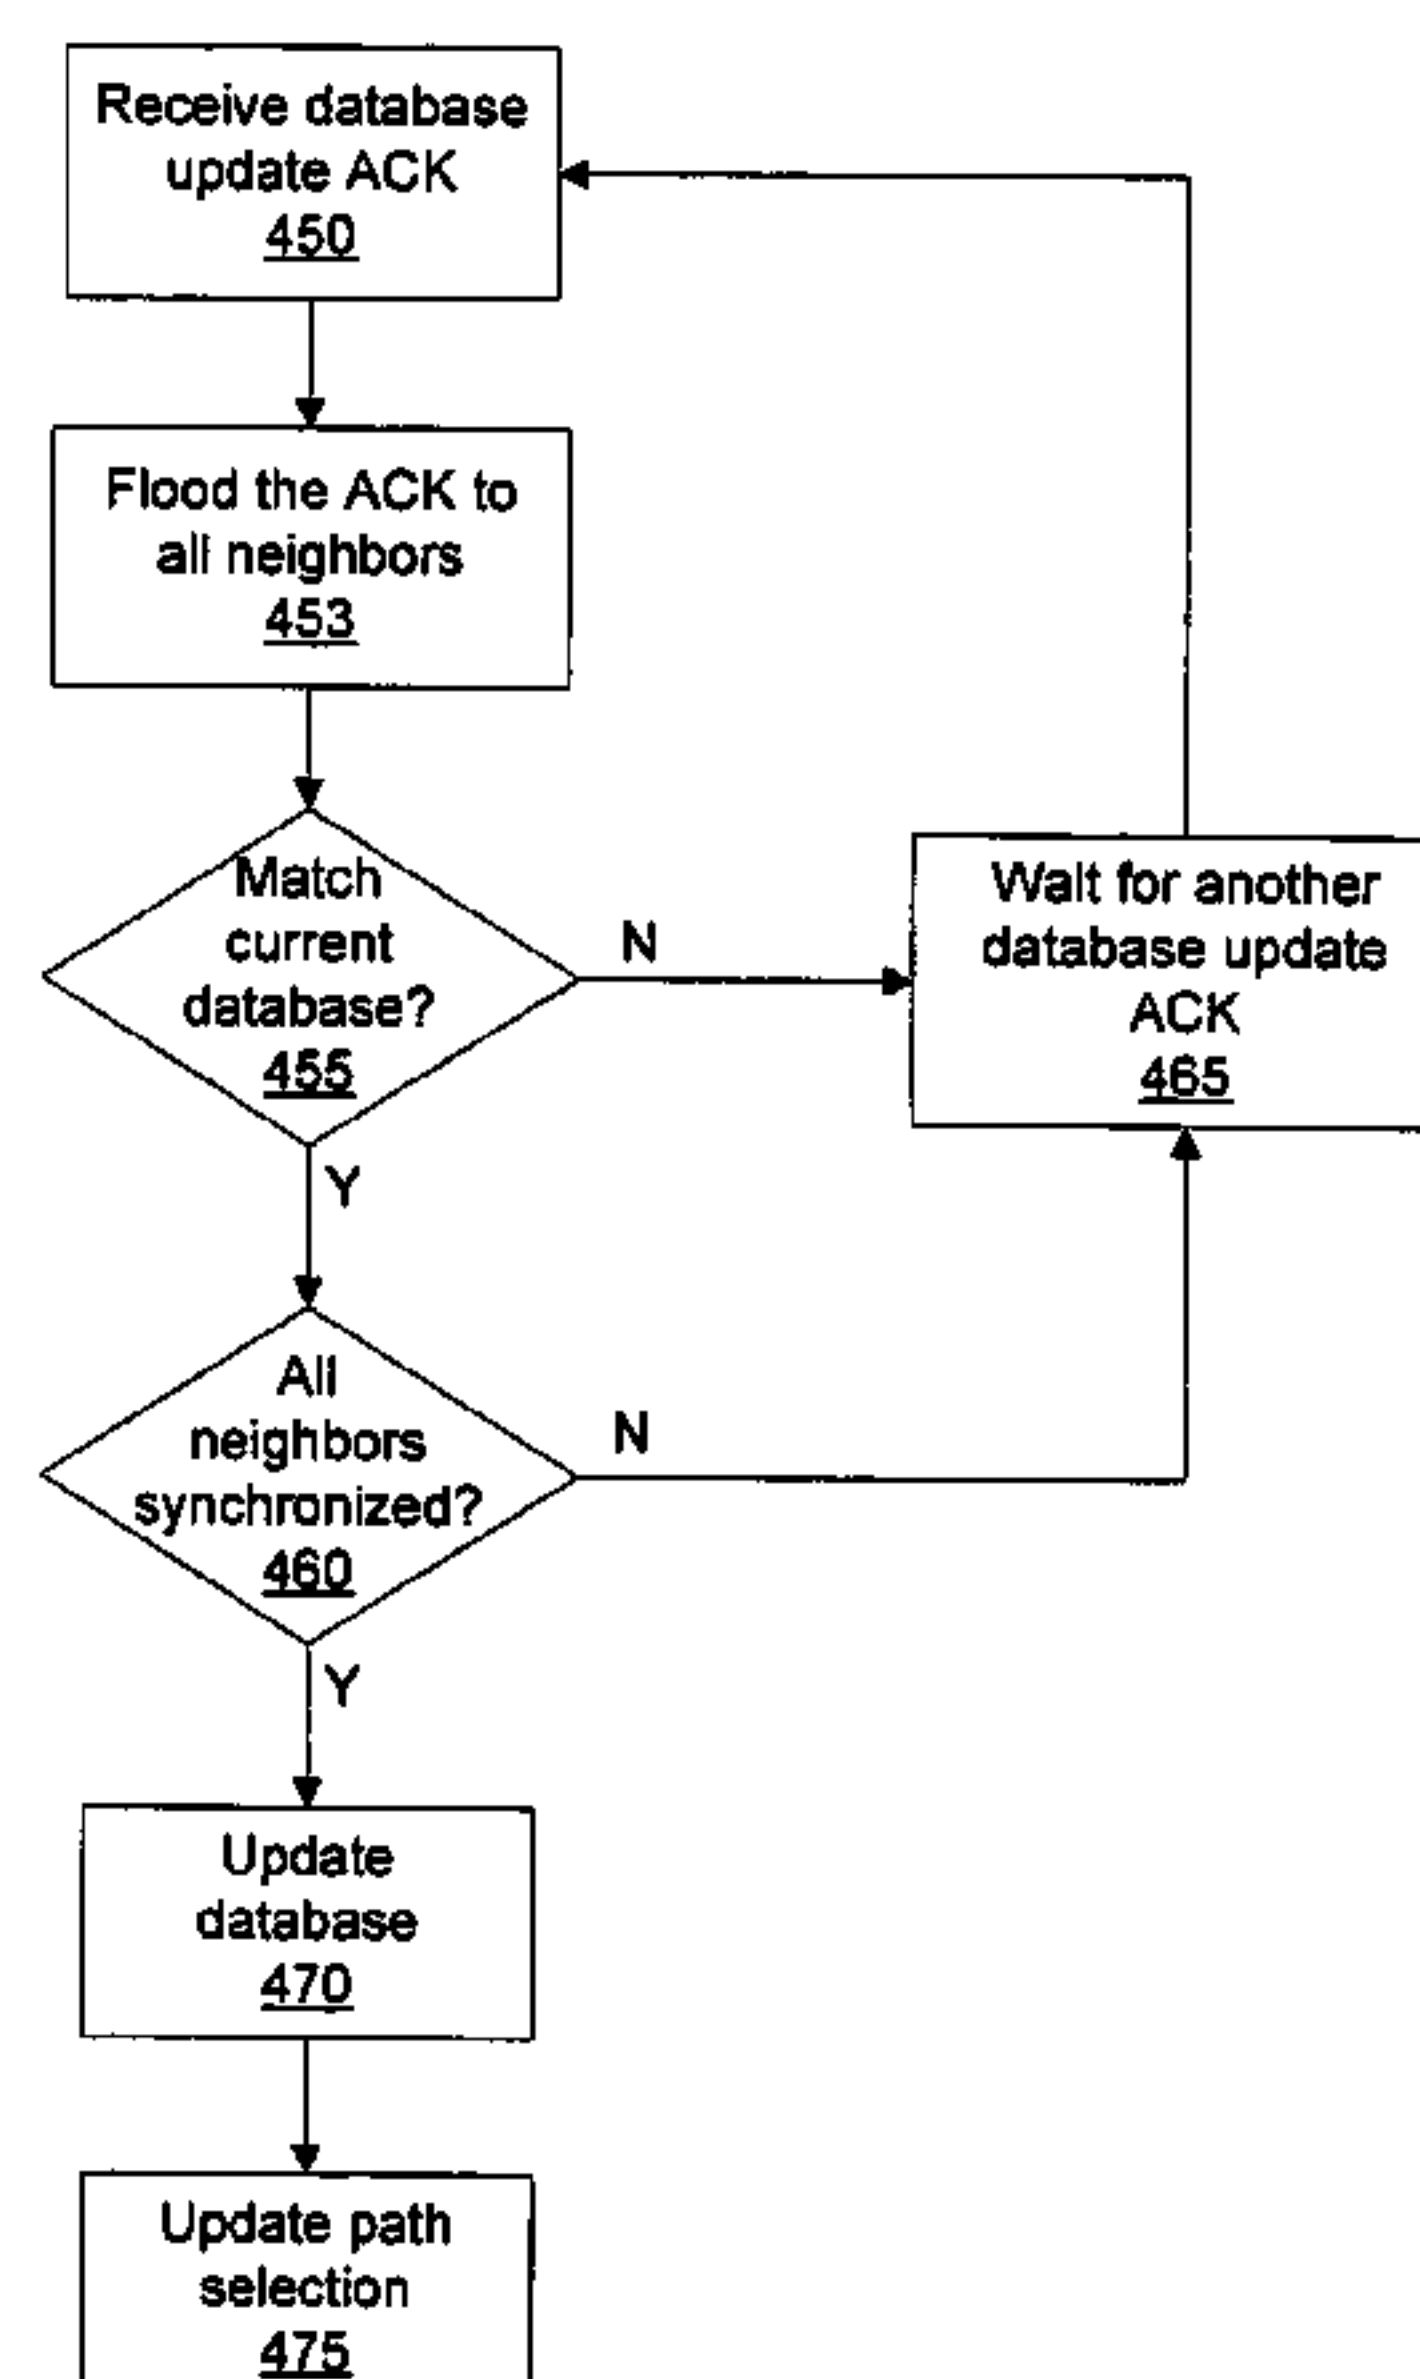 Receive database
update ACK
450
Flood the ACK to
all neighbors
453
Match
current
database?
455
N
Wait for another
database update
ACK
465
Y
All
neighbors
synchronized?
460
N
Y
Update
database
470
Update path
selection
475